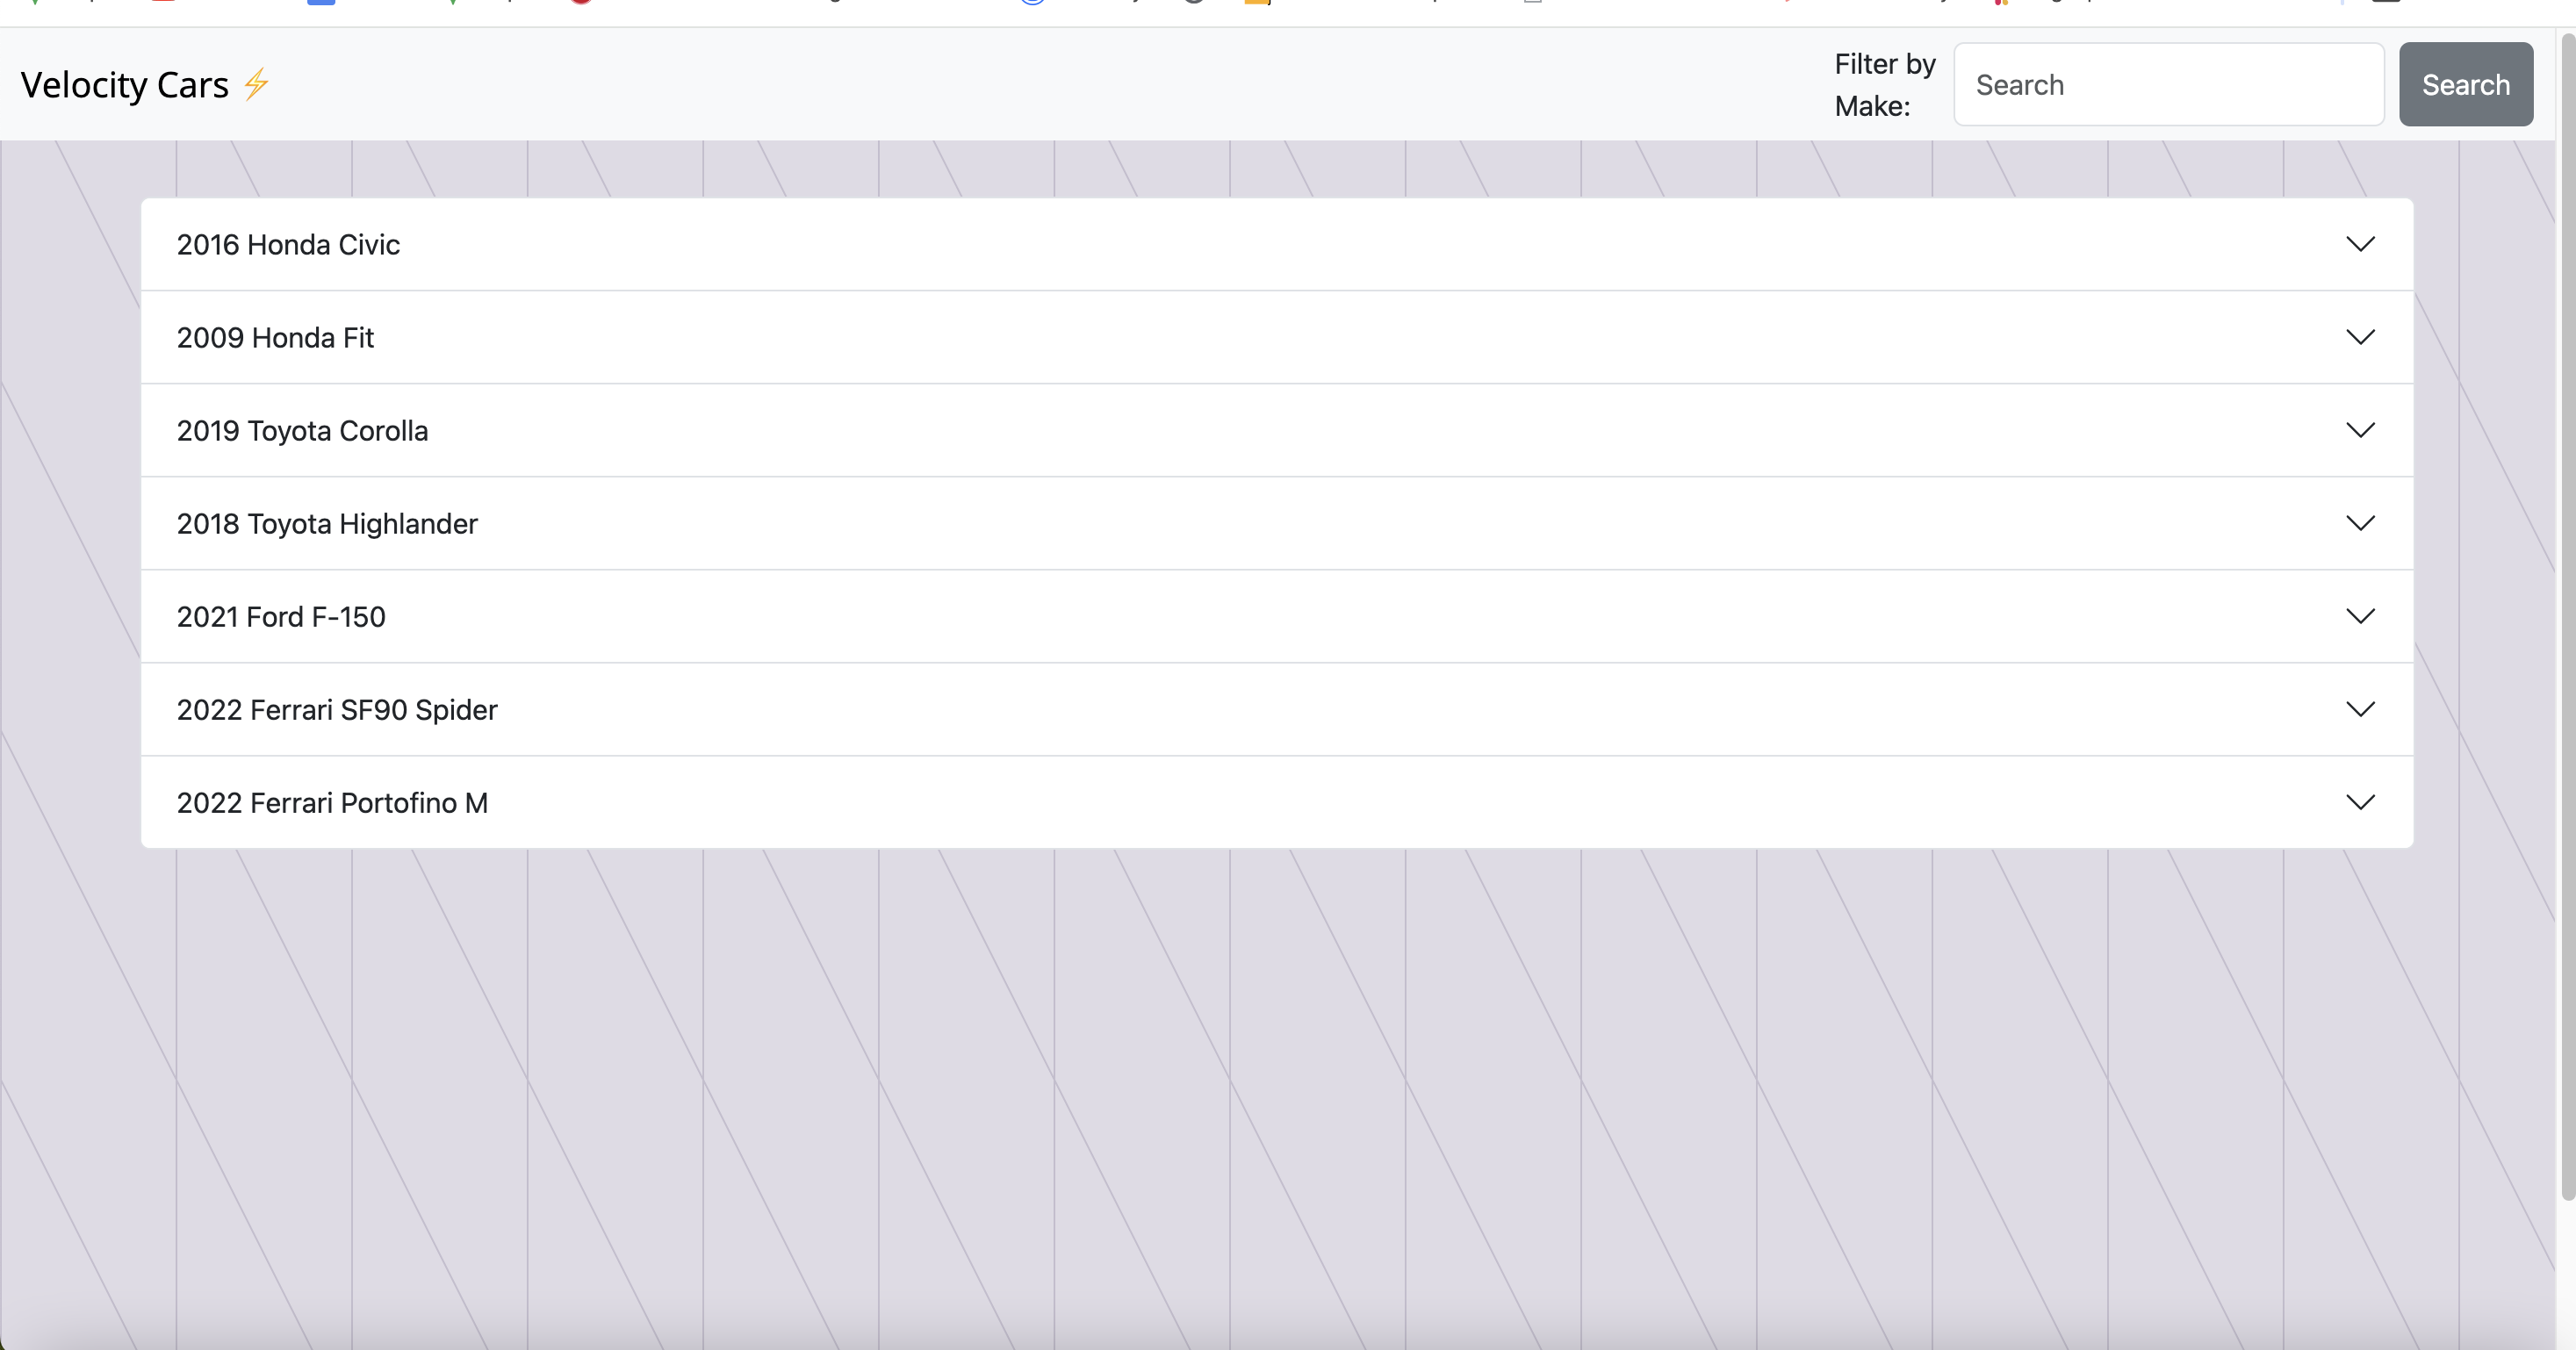 Velocity Cars ⚡
Filter by
Make:
Search
Search
2016 Honda Civic
2009 Honda Fit
2019 Toyota Corolla
2018 Toyota Highlander
2021 Ford F-150
2022 Ferrari SF90 Spider
2022 Ferrari Portofino M